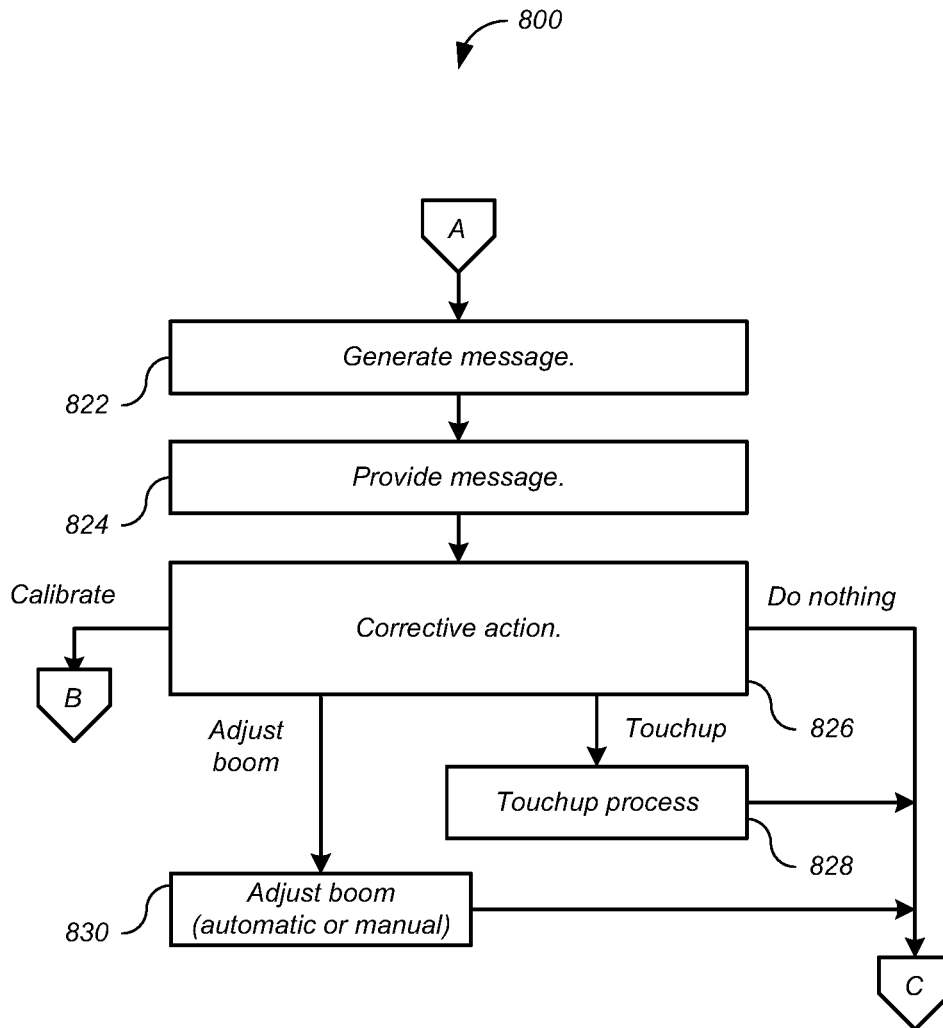 800
A
Generate message.
822
Provide message.
824
Calibrate
Do nothing
Corrective action.
B
826
Adjust
boom
Touchup
Touchup process
828
Adjust boom
(automatic or manual)
830
C